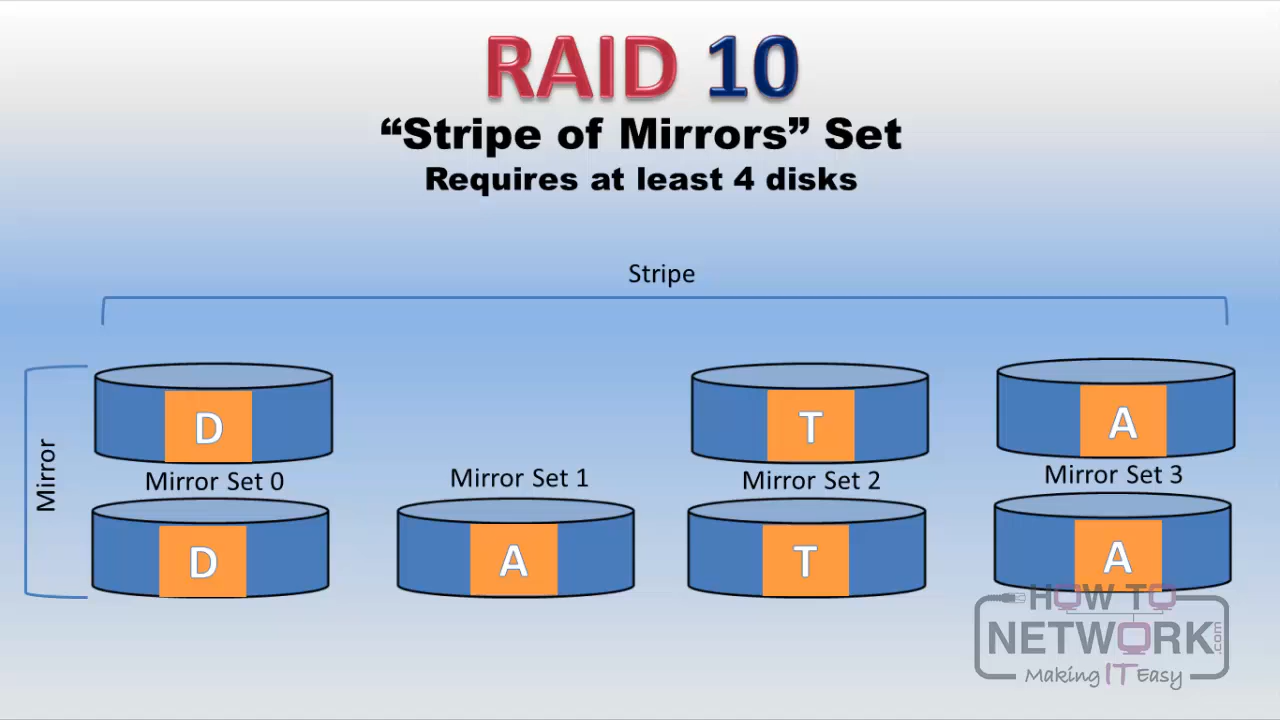 RAID 10
“Stripe of Mirrors” Set
Requires at least 4 disks
Stripe
Mirror
D
T
A
Mirror Set 0
Mirror Set 1
Mirror Set 2
Mirror Set 3
D
A
T
A
HOW TO
NETWORK.com
Making IT Easy